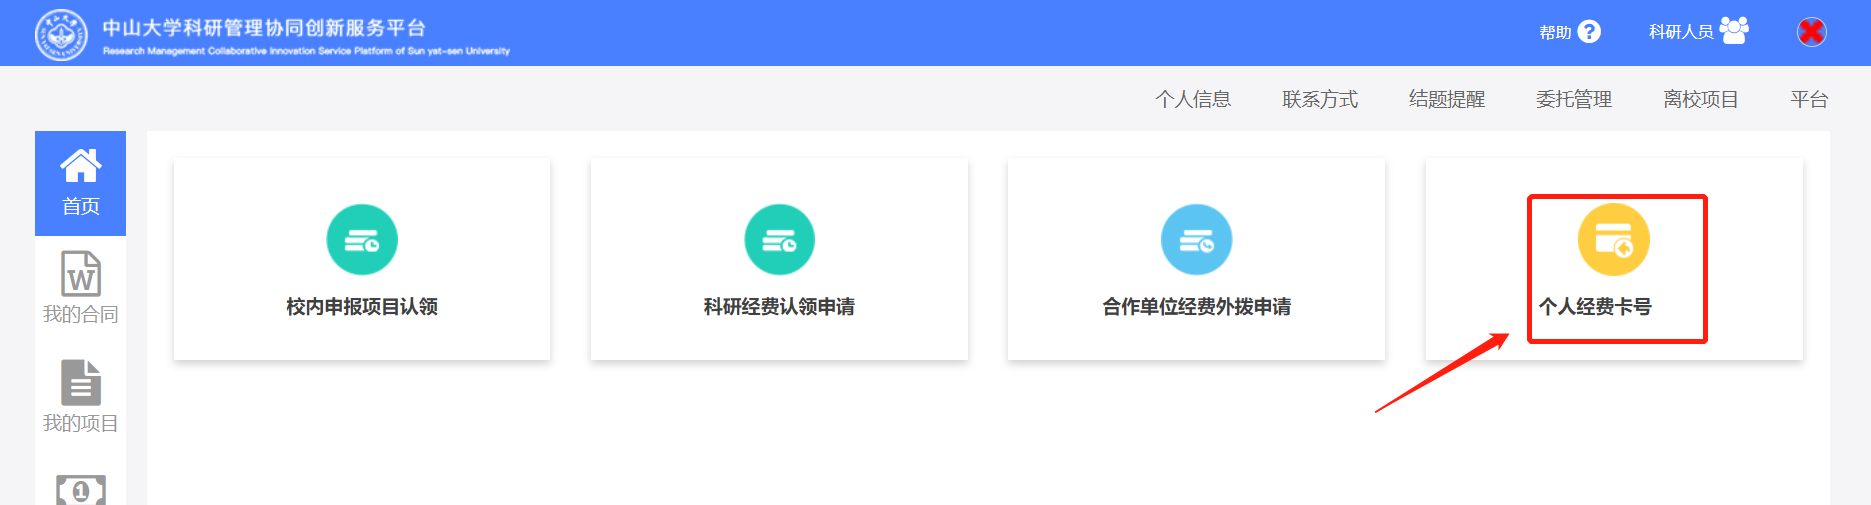 中山大学科研管理协同创新服务平台
Research Management Collaborative Innovation Service Platform of Sun yat-sen University
帮助 ?
科研人员
个人信息 联系方式 结题提醒 委托管理 离校项目 平台
首页
W
我的合同
我的项目
1
校内申报项目认领
科研经费认领申请
合作单位经费外拨申请
个人经费卡号